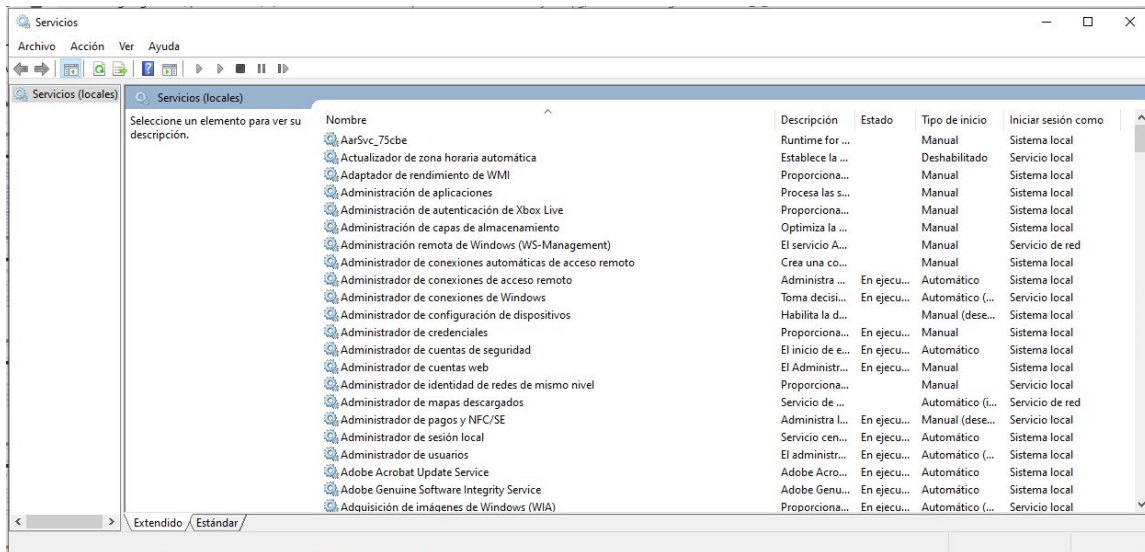 Servicios
Archivo Acción Ver Ayuda
Servicios (locales)
Servicios (locales)
Seleccione un elemento para ver su
descripción.
Nombre Descripción Estado Tipo de inicio Iniciar sesión como
AarSvc_75cbe Runtime for ... Manual Sistema local
Actualizador de zona horaria automática Establece la ... Deshabilitado Servicio local
Adaptador de rendimiento de WMI Proporciona... Manual Sistema local
Administración de aplicaciones Procesa las s... Manual Sistema local
Administración de autenticación de Xbox Live Proporciona... Manual Sistema local
Administración de capas de almacenamiento Optimiza la ... Manual Sistema local
Administración remota de Windows (WS-Management) El servicio A... Manual Servicio de red
Administrador de conexiones automáticas de acceso remoto Crea una co... Manual Sistema local
Administrador de conexiones de acceso remoto Administra ... En ejecu... Automático Sistema local
Administrador de conexiones de Windows Toma decisi... En ejecu... Automático (... Servicio local
Administrador de configuración de dispositivos Habilita la d... Manual (dese... Sistema local
Administrador de credenciales Proporciona... En ejecu... Manual Sistema local
Administrador de cuentas de seguridad El inicio de e... En ejecu... Automático Sistema local
Administrador de cuentas web El Administr... En ejecu... Manual Sistema local
Administrador de identidad de redes de mismo nivel Proporciona... Manual Servicio local
Administrador de mapas descargados Servicio de ... Automático (i... Servicio de red
Administrador de pagos y NFC/SE Administra l... En ejecu... Manual (dese... Servicio local
Administrador de sesión local Servicio cen... En ejecu... Automático Sistema local
Administrador de usuarios El administr... En ejecu... Automático (... Sistema local
Adobe Acrobat Update Service Adobe Acro... En ejecu... Automático Sistema local
Adobe Genuine Software Integrity Service Adobe Genu... En ejecu... Automático Sistema local
Adquisición de imágenes de Windows (WIA) Proporciona... En ejecu... Automático (... Servicio local
Extendido Estándar